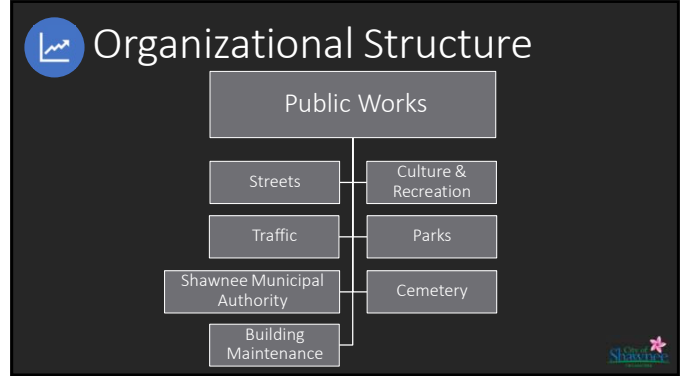 Organizational Structure
Public Works
Streets
Culture &
Recreation
Traffic
Parks
Shawnee Municipal
Authority
Cemetery
Building
Maintenance
City of
Shawnee